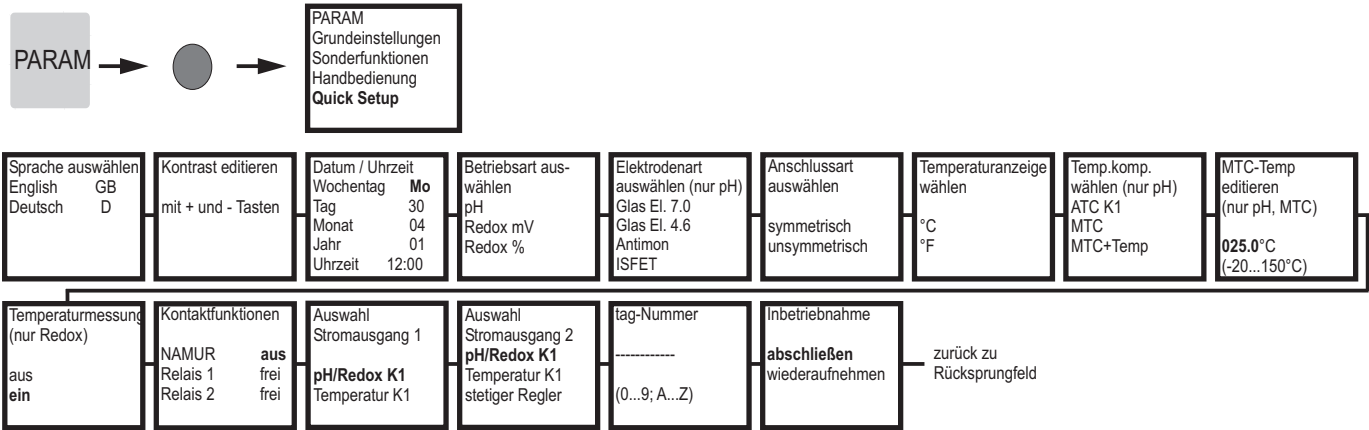 PARAM
PARAM
Grundeinstellungen
Sonderfunktionen
Handbedienung
Quick Setup
Sprache auswählen
English GB
Deutsch D
Kontrast editieren
mit + und - Tasten
Datum / Uhrzeit
Wochentag Mo
Tag 30
Monat 04
Jahr 01
Uhrzeit 12:00
Betriebsart aus-
wählen
pH
Redox mV
Redox %
Elektrodenart
auswählen (nur pH)
Glas El. 7.0
Glas El. 4.6
Antimon
ISFET
Anschlussart
auswählen
symmetrisch
unsymmetrisch
Temperaturanzeige
wählen
°C
°F
Temp.komp.
wählen (nur pH)
ATC K1
MTC
MTC+Temp
MTC-Temp
editieren
(nur pH, MTC)
025.0°C
(-20...150°C)
Temperaturmessung
(nur Redox)
aus
ein
Kontaktfunktionen
NAMUR aus
Relais 1 frei
Relais 2 frei
Auswahl
Stromausgang 1
pH/Redox K1
Temperatur K1
Auswahl
Stromausgang 2
pH/Redox K1
Temperatur K1
stetiger Regler
tag-Nummer
------------
(0...9; A...Z)
Inbetriebnahme
abschließen
wiederaufnehmen
zurück zu
Rücksprungfeld